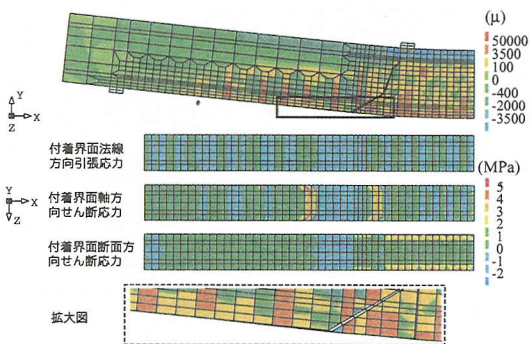 (μ)
50000
3500
100
0
-400
-2000
-3500
Y
X
Z
付着界面法線
方向引張応力
(MPa)
付着界面軸方
向せん断応力
Y
X
Z
5
4
3
2
1
0
-1
-2
付着界面断面方
向せん断応力
拡大図